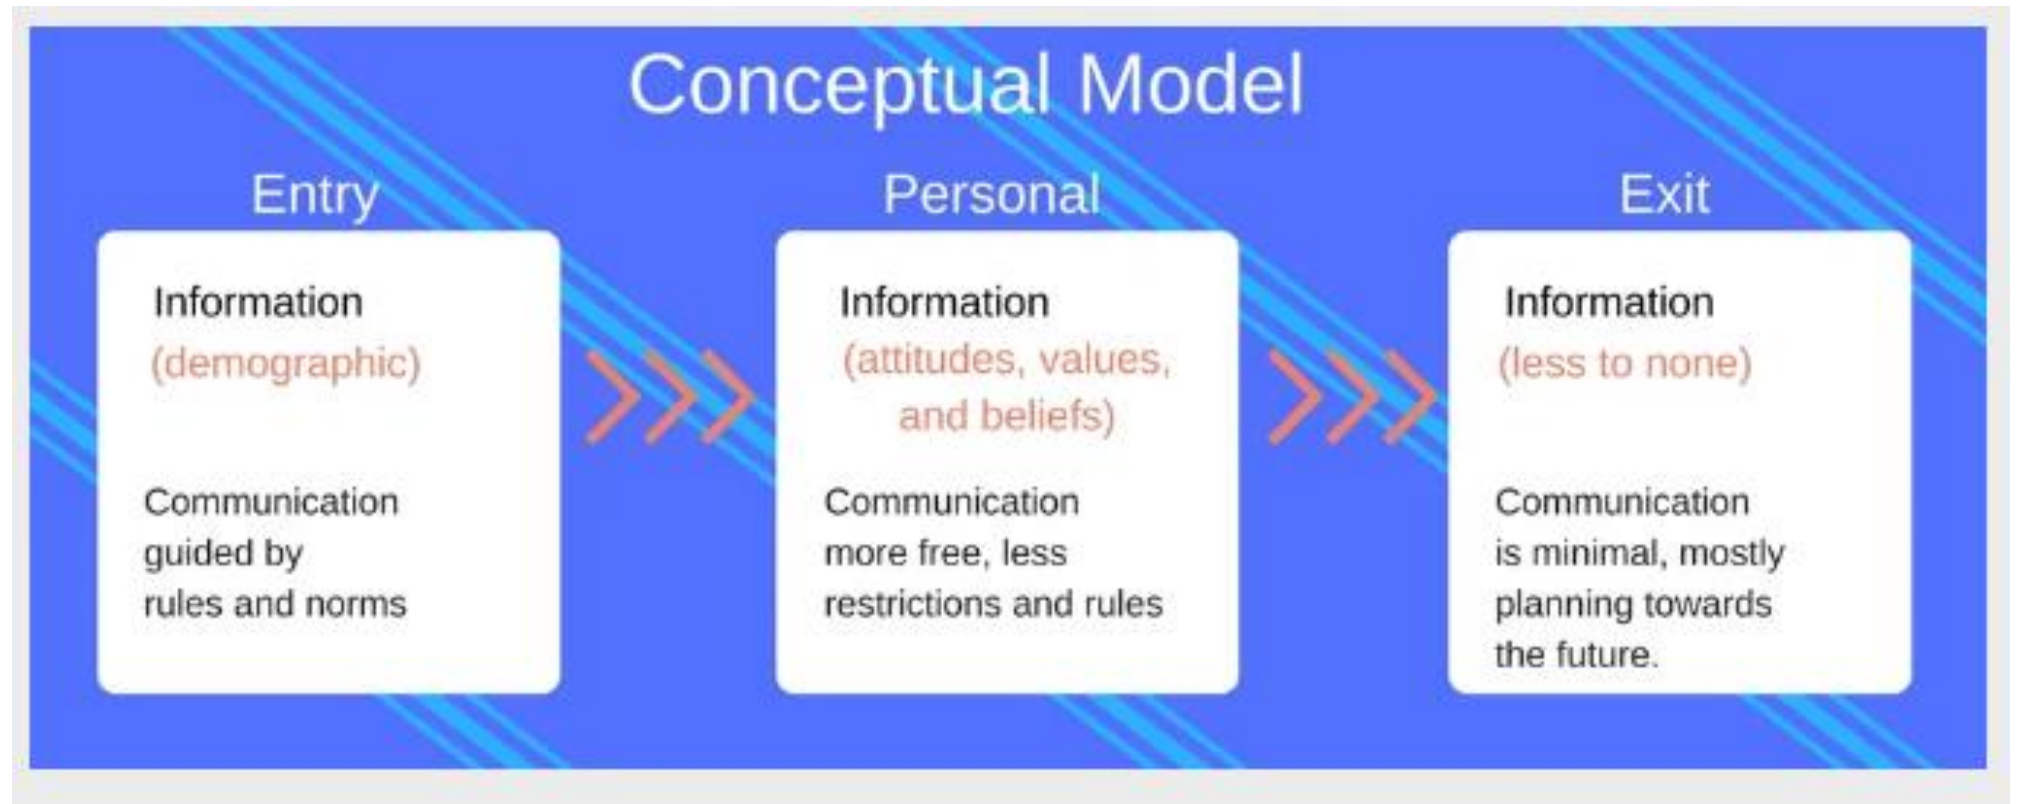 Conceptual Model
Entry
Information
(demographic)
Communication
guided by
rules and norms
Personal
Information
(attitudes, values,
and beliefs)
Communication
more free, less
restrictions and rules
Exit
Information
(less to none)
Communication
is minimal, mostly
planning towards
the future.